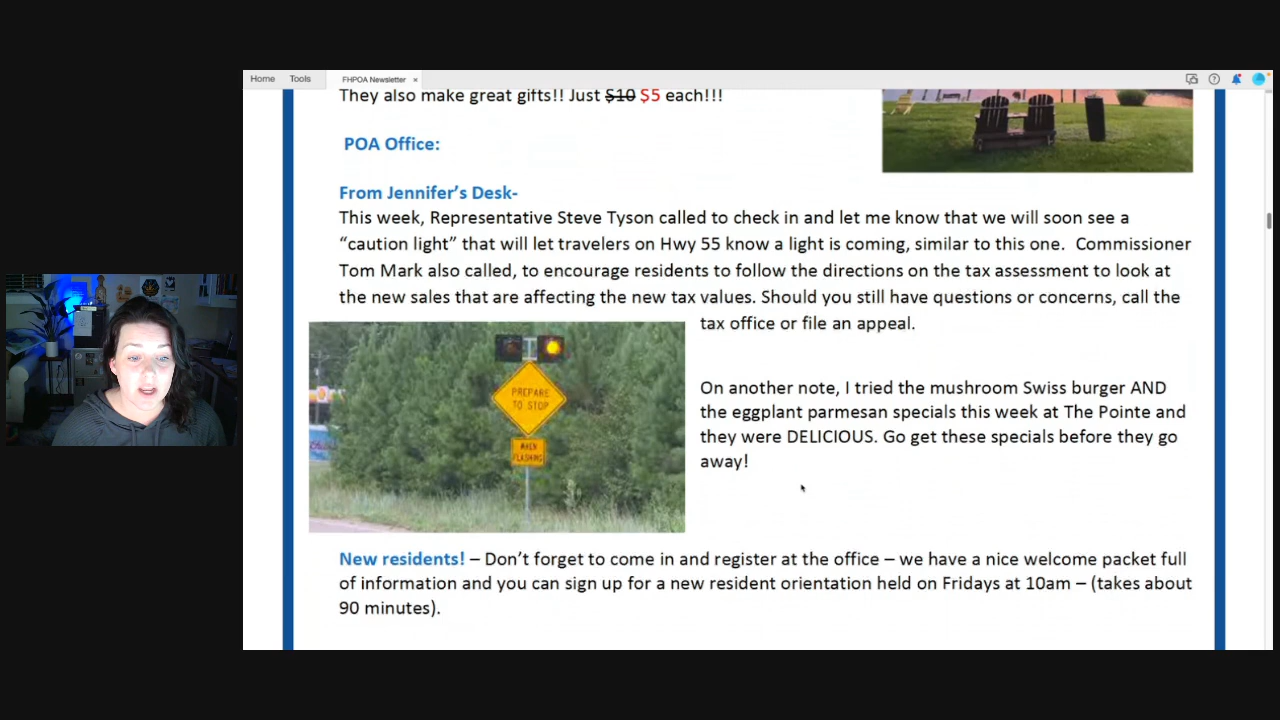 Home Tools FHPOA Newsletter ×
They also make great gifts!! Just $10 $5 each!!!
POA Office:
From Jennifer's Desk-
This week, Representative Steve Tyson called to check in and let me know that we will soon see a
“caution light” that will let travelers on Hwy 55 know a light is coming, similar to this one. Commissioner
Tom Mark also called, to encourage residents to follow the directions on the tax assessment to look at
the new sales that are affecting the new tax values. Should you still have questions or concerns, call the
tax office or file an appeal.
PREPARE
TO STOP
WHEN
FLASHING
On another note, I tried the mushroom Swiss burger AND
the eggplant parmesan specials this week at The Pointe and
they were DELICIOUS. Go get these specials before they go
away!
New residents! – Don’t forget to come in and register at the office – we have a nice welcome packet full
of information and you can sign up for a new resident orientation held on Fridays at 10am – (takes about
90 minutes).